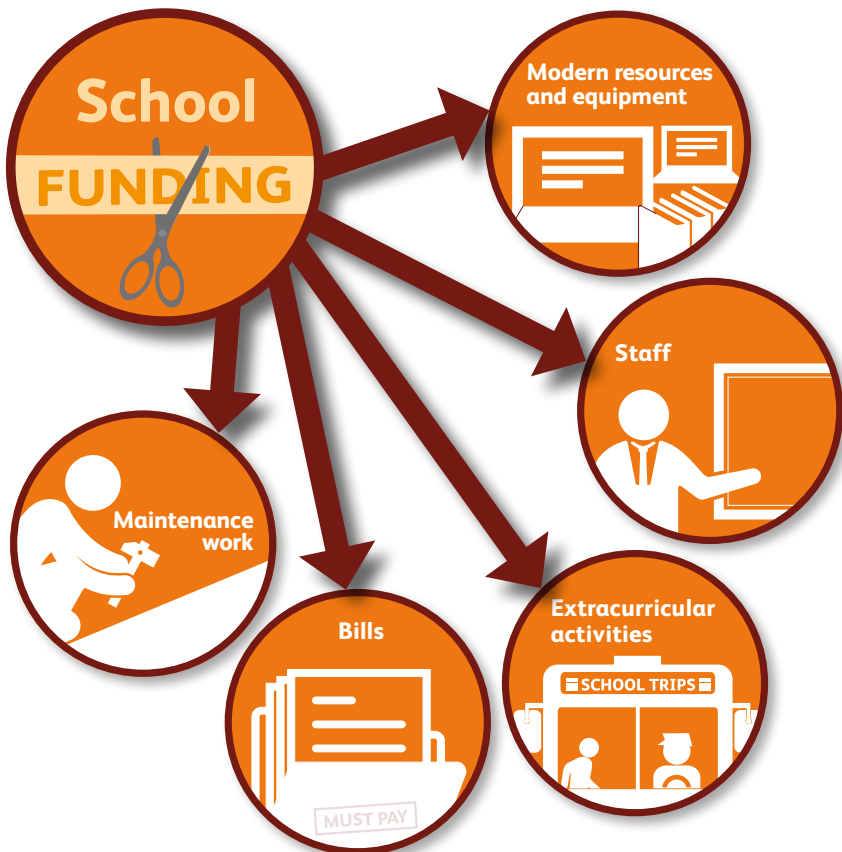 School
FUNDING
Modern resources
and equipment
Staff
Maintenance
work
Bills
MUST PAY
Extracurricular
activities
SCHOOL TRIPS